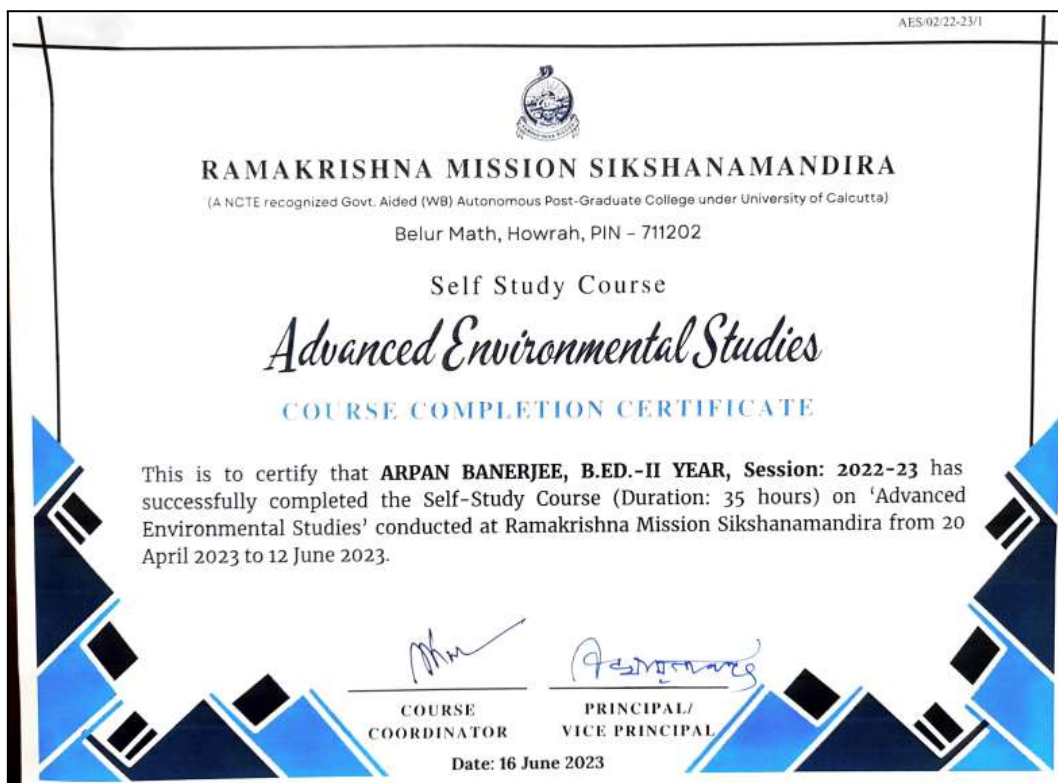 AES/02/22-23/1
RAMAKRISHNA MISSION
RAMAKRISHNA MISSION SIKSHANAMANDIRA
(A NCTE recognized Govt. Aided (WB) Autonomous Post-Graduate College under University of Calcutta)
Belur Math, Howrah, PIN – 711202
Self Study Course
Advanced Environmental Studies
COURSE COMPLETION CERTIFICATE
This is to certify that ARPAN BANERJEE, B.ED.-II YEAR, Session: 2022-23 has
successfully completed the Self-Study Course (Duration: 35 hours) on ‘Advanced
Environmental Studies’ conducted at Ramakrishna Mission Sikshanamandira from 20
April 2023 to 12 June 2023.
COURSE
COORDINATOR
PRINCIPAL/
VICE PRINCIPAL
Date: 16 June 2023